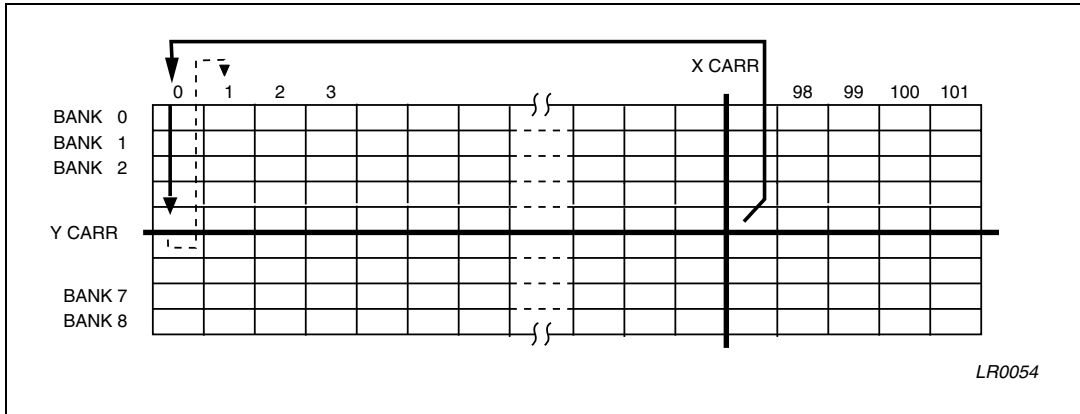 X CARR
0 1 2 3 98 99 100 101
BANK 0
BANK 1
BANK 2
Y CARR
BANK 7
BANK 8
LR0054